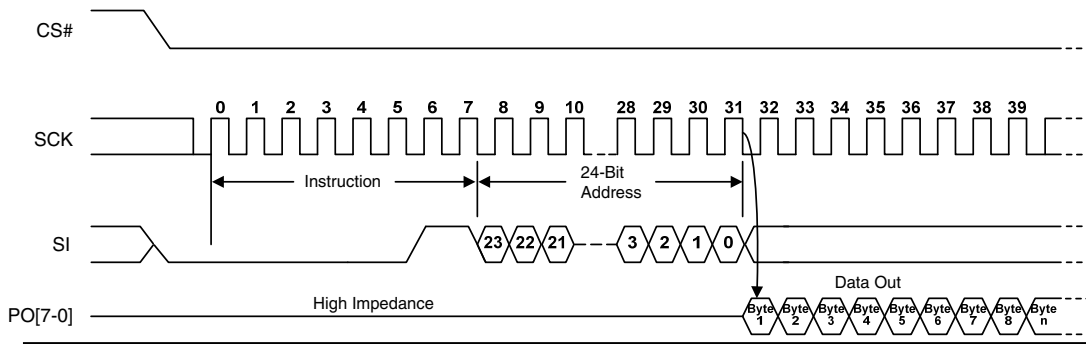 CS#
0 1 2 3 4 5 6 7 8 9 10 28 29 30 31 32 33 34 35 36 37 38 39
SCK
Instruction
24-Bit
Address
SI
23 22 21 3 2 1 0
Data Out
High Impedance
PO[7-0]
Byte 1
Byte 2
Byte 3
Byte 4
Byte 5
Byte 6
Byte 7
Byte 8
Byte n